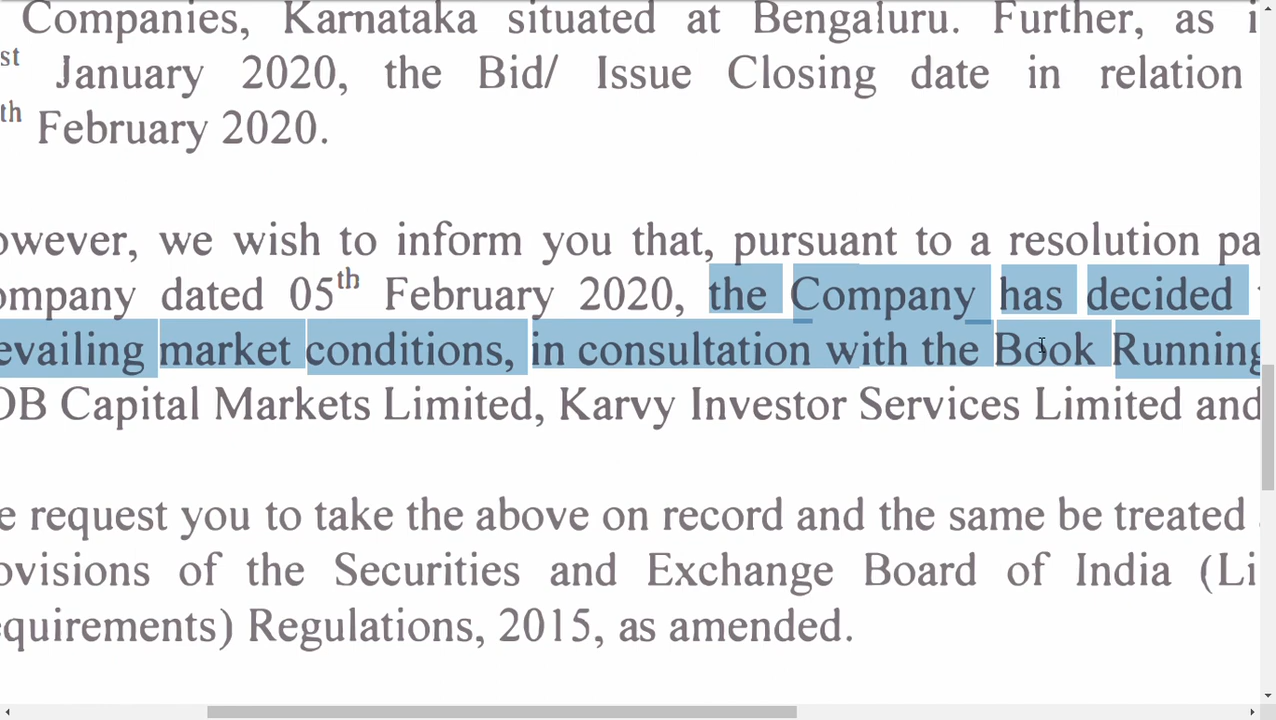 Companies, Karnataka situated at Bengaluru. Further, as i
st January 2020, the Bid/ Issue Closing date in relation
th February 2020.
owever, we wish to inform you that, pursuant to a resolution pa
ompany dated 05th February 2020, the Company has decided
evailing market conditions, in consultation with the Book Running
OB Capital Markets Limited, Karvy Investor Services Limited and
e request you to take the above on record and the same be treated
ovisions of the Securities and Exchange Board of India (Li
equirements) Regulations, 2015, as amended.